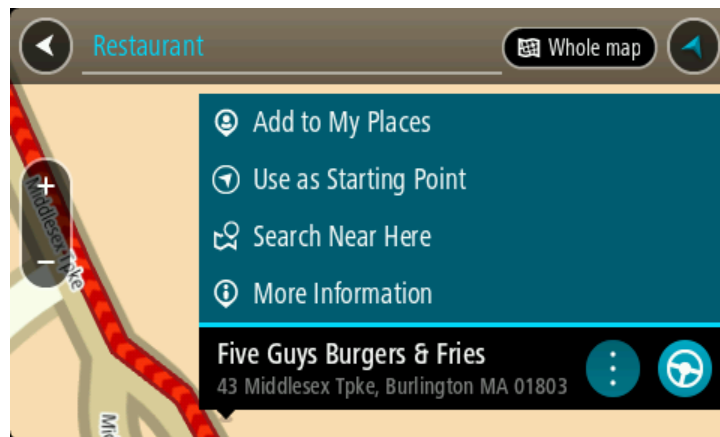 Restaurant
Whole map
Add to My Places
Use as Starting Point
Search Near Here
More Information
Five Guys Burgers & Fries
43 Middlesex Tpke, Burlington MA 01803
+
Middlesex Tpke
-
Mi